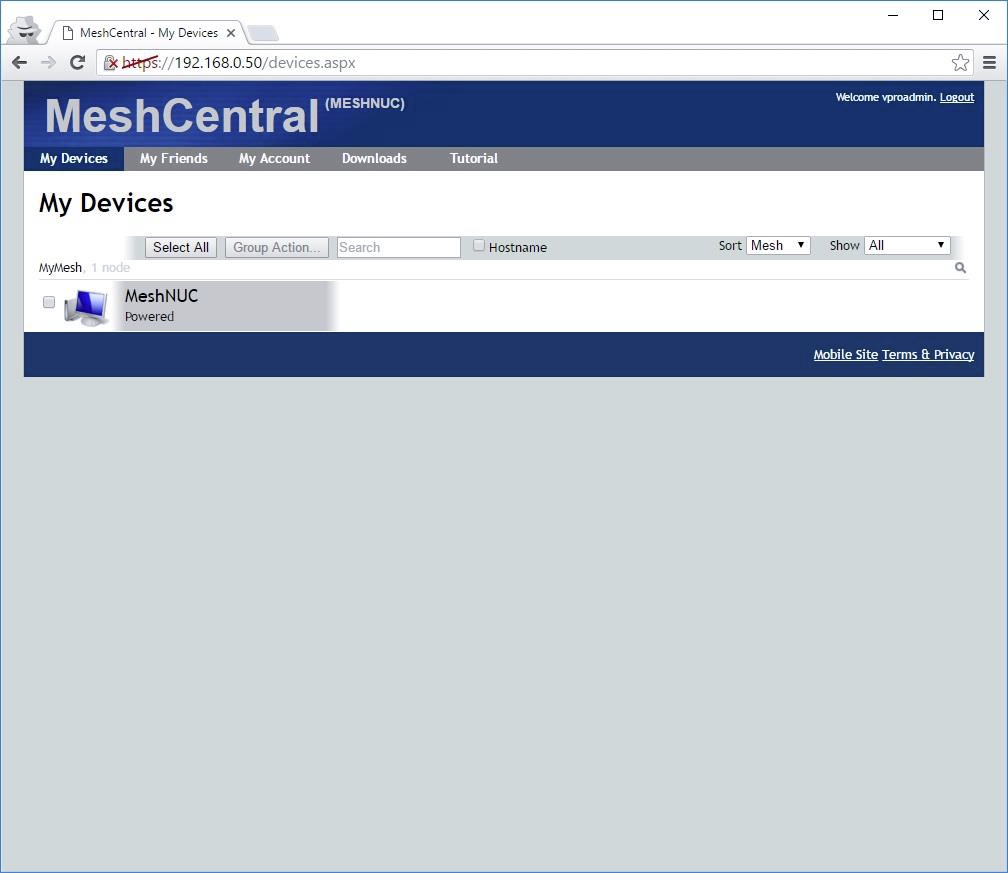 MeshCentral - My Devices
https://192.168.0.50/devices.aspx
MeshCentral (MESHNUC)
Welcome vproadmin. Logout
My Devices My Friends My Account Downloads Tutorial
My Devices
Select All Group Action... Search Hostname Sort Mesh Show All
MyMesh, 1 node
MeshNUC
Powered
Mobile Site Terms & Privacy